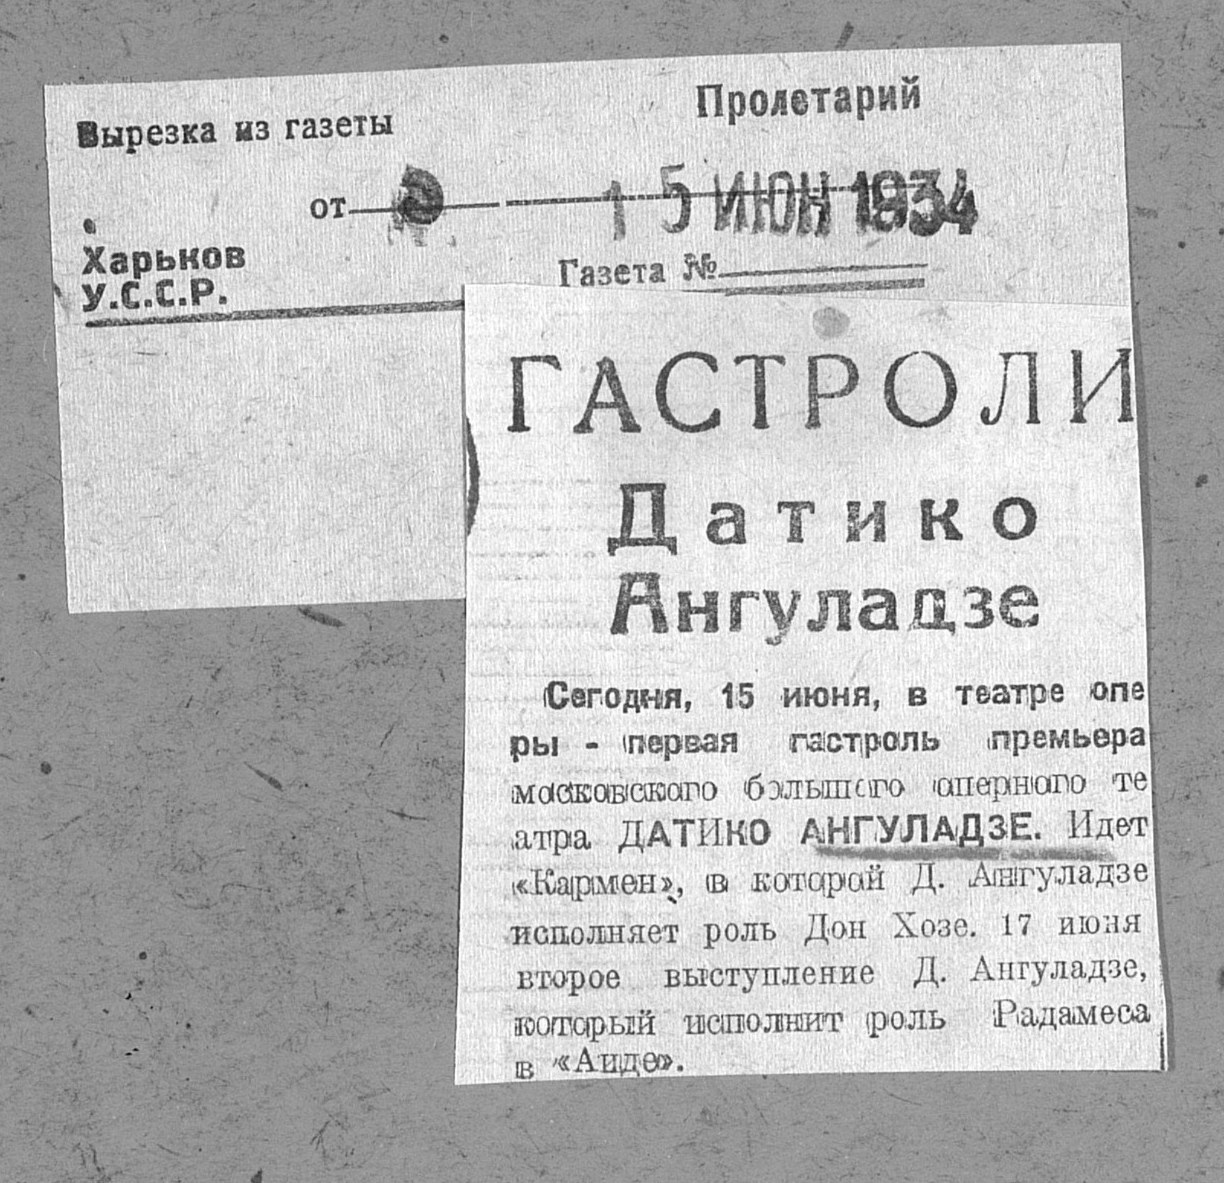 Вырезка из газеты
Пролетарий
от
15 ИЮН 1934
Харьков
У.С.С.Р.
Газета №
ГАСТРОЛИ
Датико
Ангуладзе
Сегодня, 15 июня, в театре опе
ры - первая гастроль премьера
московского большого оперного те
атра ДАТИКО АНГУЛАДЗЕ. Идет
«Кармен», в которой Д. Ангуладзе
исполняет роль Дон Хозе. 17 июня
второе выступление Д. Ангуладзе,
который исполнит роль Радамеса
в «Аиде».